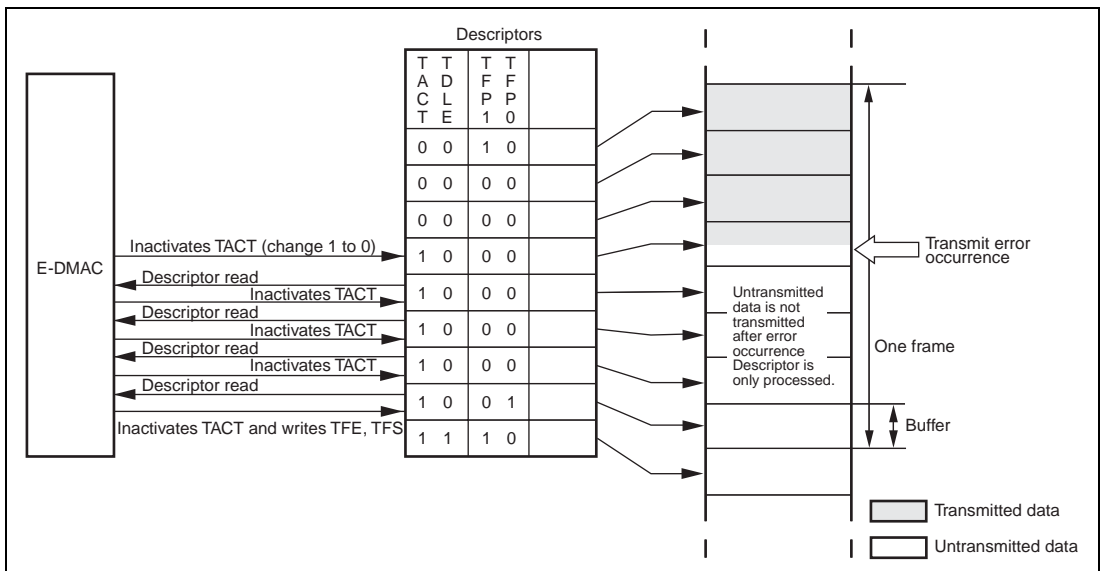 Descriptors
TACT TDLE TFP1 TFP0
0 0 1 0
0 0 0 0
0 0 0 0
1 0 0 0
1 0 0 0
1 0 0 0
1 0 0 0
1 0 0 1
1 1 1 0
E-DMAC
Inactivates TACT (change 1 to 0)
Descriptor read
Inactivates TACT
Descriptor read
Inactivates TACT
Descriptor read
Inactivates TACT
Descriptor read
Inactivates TACT and writes TFE, TFS
Transmit error
occurrence
Untransmitted
data is not
transmitted
after error
occurrence
Descriptor is
only processed.
One frame
Buffer
Transmitted data
Untransmitted data